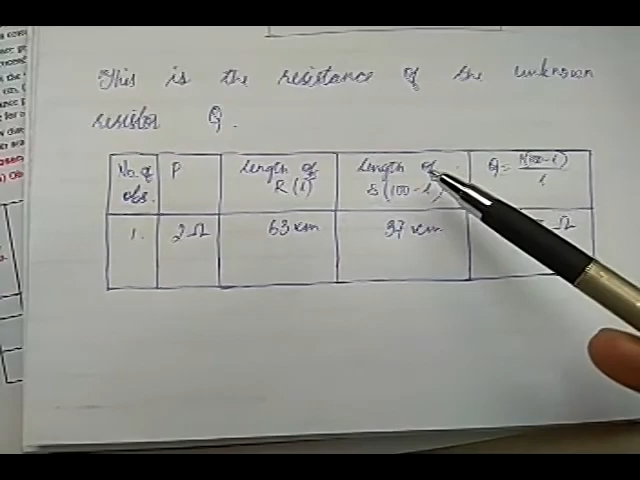 This is the resistance of the unknown
resistor Q.
No. of obs. P Length of R (l) Length of S (100-l) Q = P(100-l)/l
1. 2 Ω 63 cm 37 cm Ω